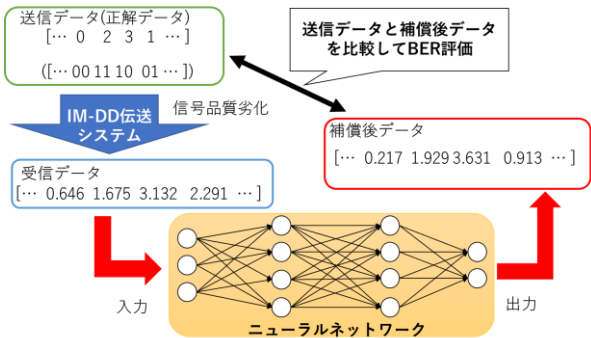 送信データ(正解データ)
[… 0 2 3 1 … ]
([… 00 11 10 01 … ])
送信データと補償後データ
を比較してBER評価
IM-DD伝送
システム
信号品質劣化
補償後データ
[… 0.217 1.929 3.631 0.913 … ]
受信データ
[… 0.646 1.675 3.132 2.291 … ]
入力
出力
ニューラルネットワーク